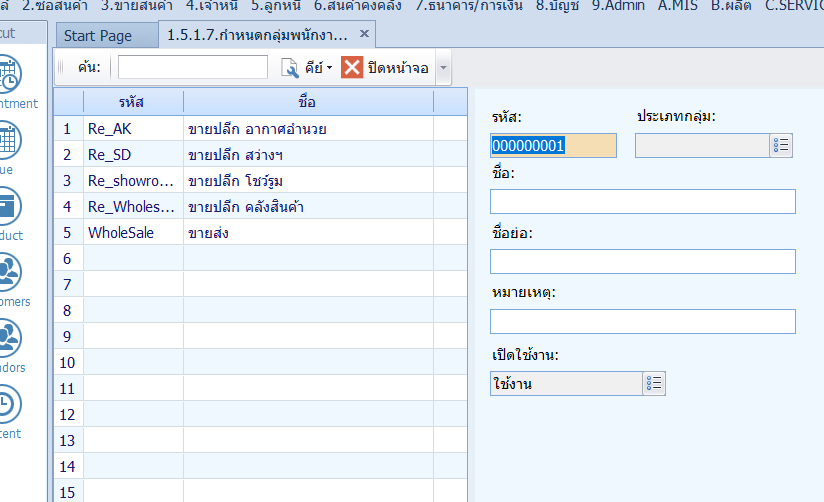 2.ซื้อสินค้า 3.ขายสินค้า 4.เจ้าหนี้ 5.ลูกหนี้ 6.สินค้าคงคลัง 7.ธนาคาร/การเงิน 8.บัญชี 9.Admin A.MIS B.ผลิต C.SERVIC
cut
Start Page 1.5.1.7.กำหนดกลุ่มพนักงา... ×
ค้น: คีย์ ปิดหน้าจอ
รหัส ชื่อ
1 Re_AK ขายปลีก อากาศอำนวย
2 Re_SD ขายปลีก สว่างฯ
3 Re_showro... ขายปลีก โชว์รูม
4 Re_Wholes... ขายปลีก คลังสินค้า
5 WholeSale ขายส่ง
6
7
8
9
10
11
12
13
14
15
ntment
ue
duct
omers
dors
tent
รหัส: ประเภทกลุ่ม:
000000001
ชื่อ:
ชื่อย่อ:
หมายเหตุ:
เปิดใช้งาน:
ใช้งาน